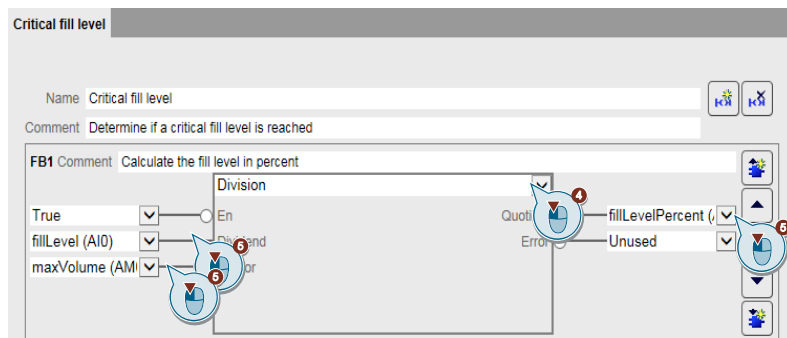 Critical fill level
Name Critical fill level
Comment Determine if a critical fill level is reached
FB1 Comment Calculate the fill level in percent
Division
4
True En Quoti fillLevelPercent (
fillLevel (AI0) Error Unused
5
6
maxVolume (AM or
5